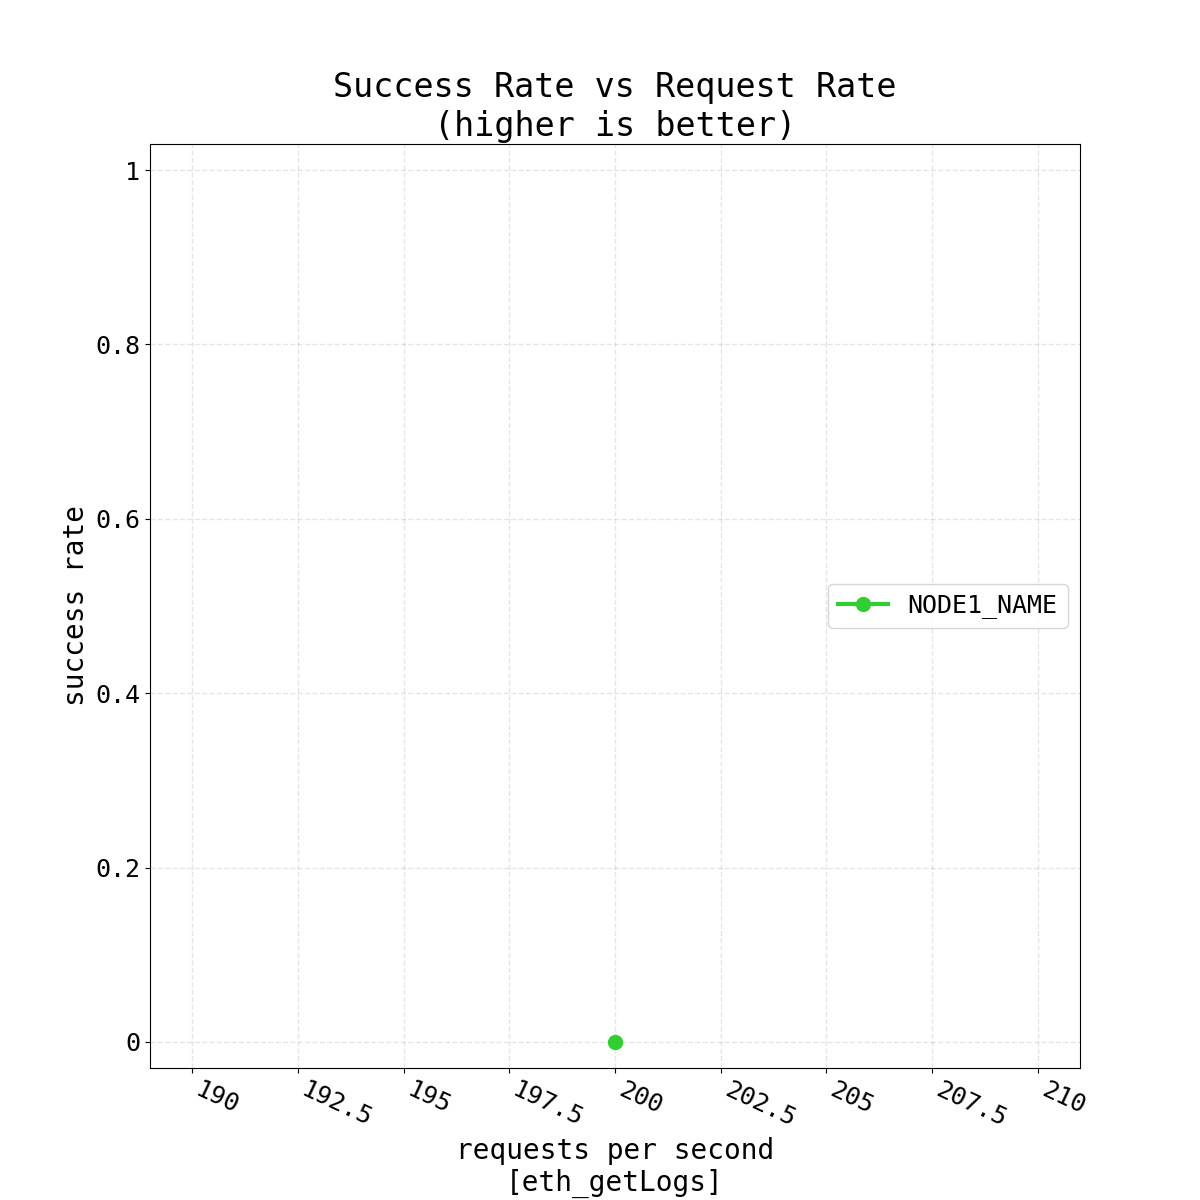 Success Rate vs Request Rate
(higher is better)
1
0.8
0.6
0.4
0.2
0
success rate
NODE1_NAME
190
192.5
195
197.5
200
202.5
205
207.5
210
requests per second
[eth_getLogs]